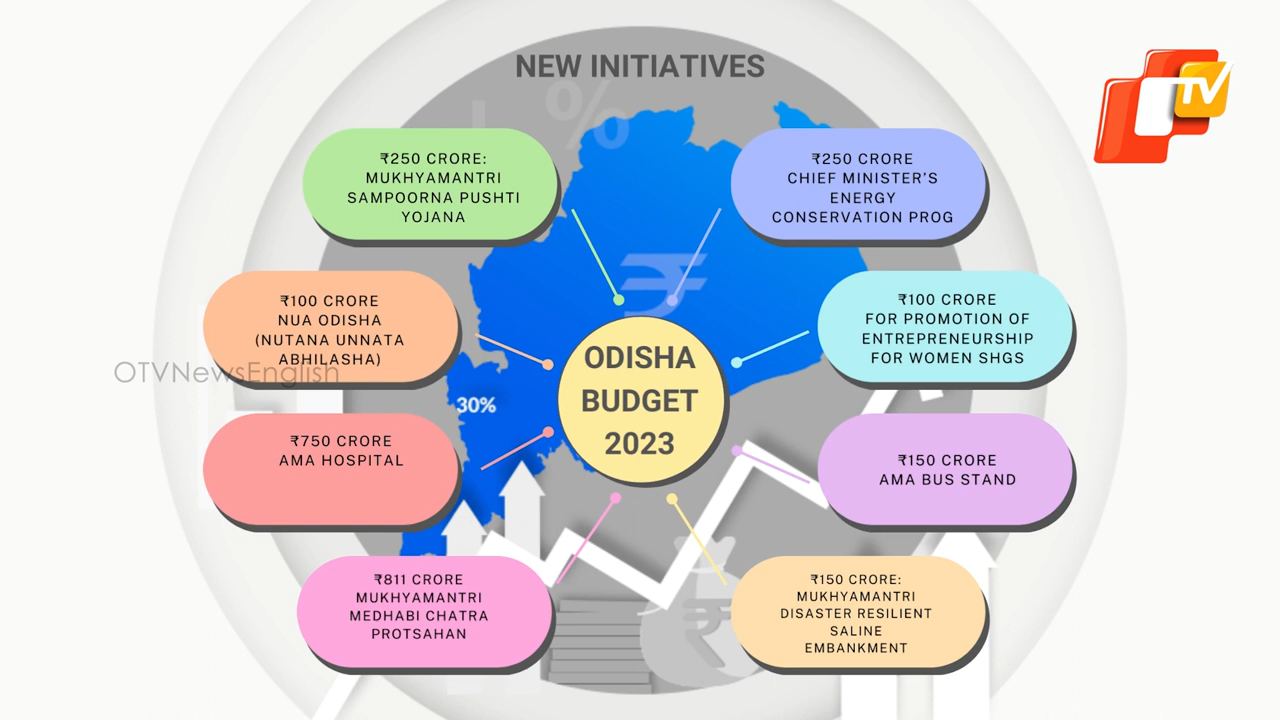 NEW INITIATIVES
TV
₹250 CRORE:
MUKHYAMANTRI
SAMPOORNA PUSHTI
YOJANA
₹250 CRORE
CHIEF MINISTER'S
ENERGY
CONSERVATION PROG
₹100 CRORE
NUA ODISHA
(NUTANA UNNATA
ABHILASHA)
₹100 CRORE
FOR PROMOTION OF
ENTREPRENEURSHIP
FOR WOMEN SHGS
OTVNewsEnglish
ODISHA
BUDGET
2023
30%
₹750 CRORE
AMA HOSPITAL
₹150 CRORE
AMA BUS STAND
₹811 CRORE
MUKHYAMANTRI
MEDHABI CHATRA
PROTSAHAN
₹150 CRORE:
MUKHYAMANTRI
DISASTER RESILIENT
SALINE
EMBANKMENT
%
₹
₹